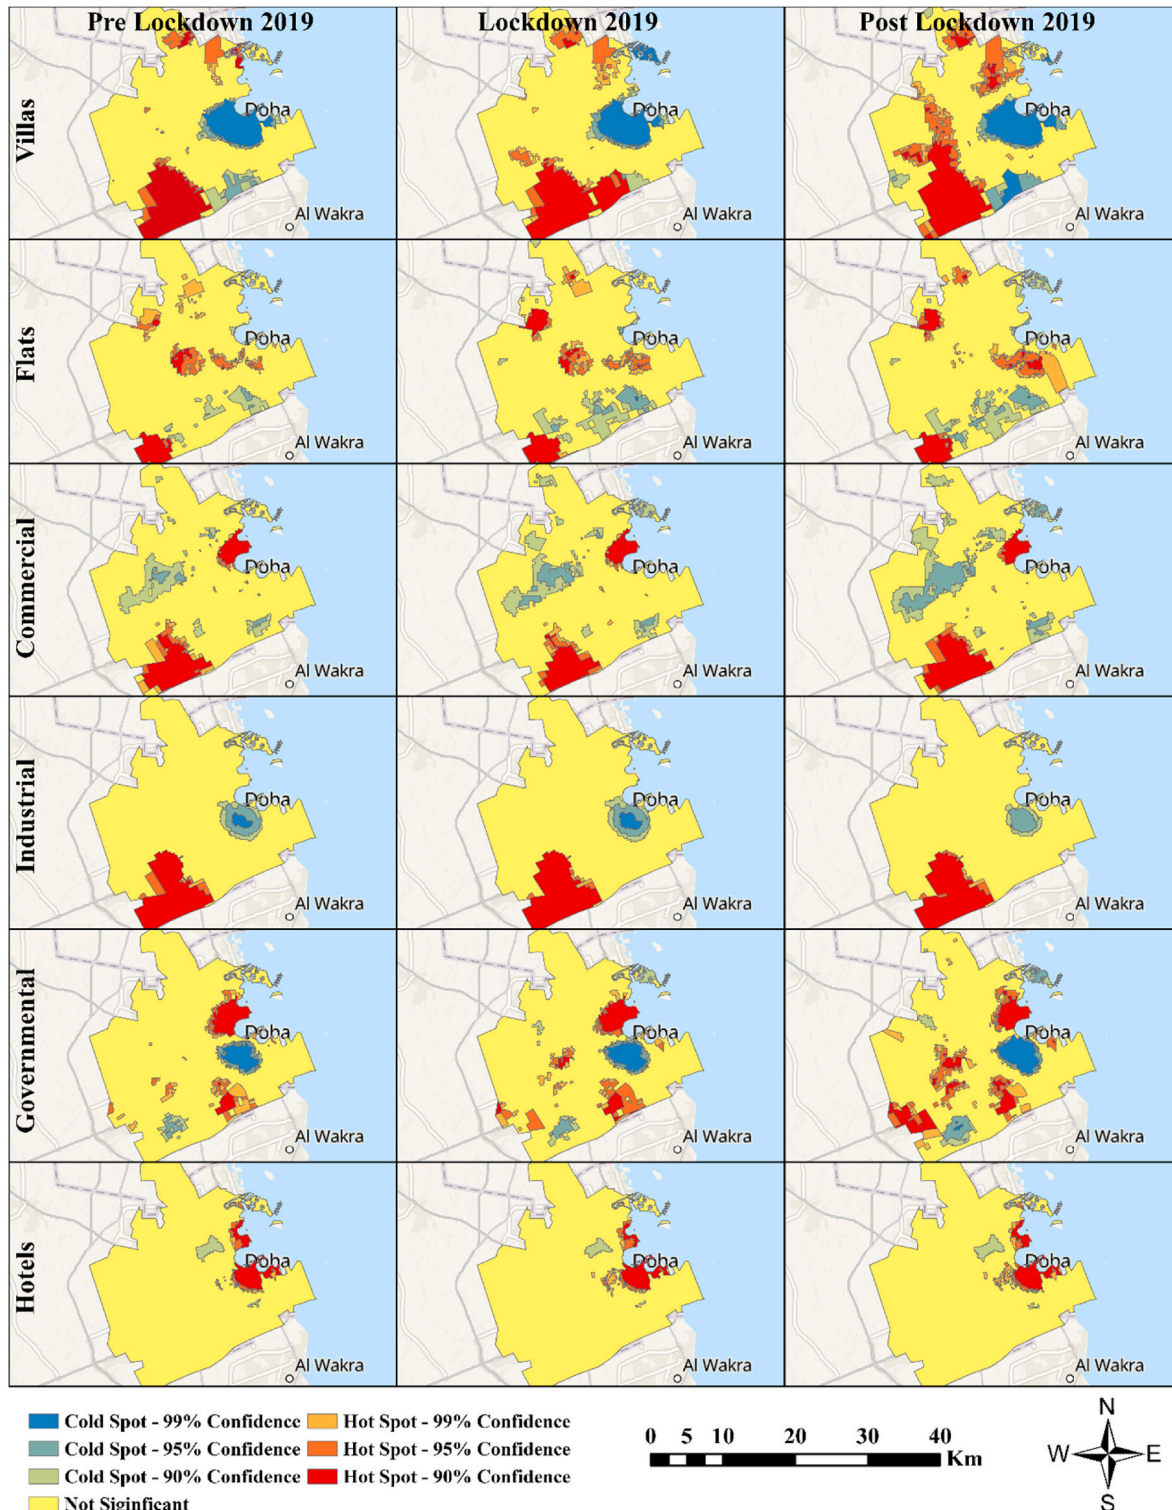 Pre Lockdown 2019
Lockdown 2019
Post Lockdown 2019
Villas
Doha
Al Wakra
Doha
Al Wakra
Doha
Al Wakra
Flats
Doha
Al Wakra
Doha
Al Wakra
Doha
Al Wakra
Commercial
Doha
Al Wakra
Doha
Al Wakra
Doha
Al Wakra
Industrial
Doha
Al Wakra
Doha
Al Wakra
Doha
Al Wakra
Governmental
Doha
Al Wakra
Doha
Al Wakra
Doha
Al Wakra
Hotels
Doha
Al Wakra
Doha
Al Wakra
Doha
Al Wakra
Cold Spot - 99% Confidence
Hot Spot - 99% Confidence
Cold Spot - 95% Confidence
Hot Spot - 95% Confidence
Cold Spot - 90% Confidence
Hot Spot - 90% Confidence
Not Siginficant
0 5 10 20 30 40
Km
N
W E
S